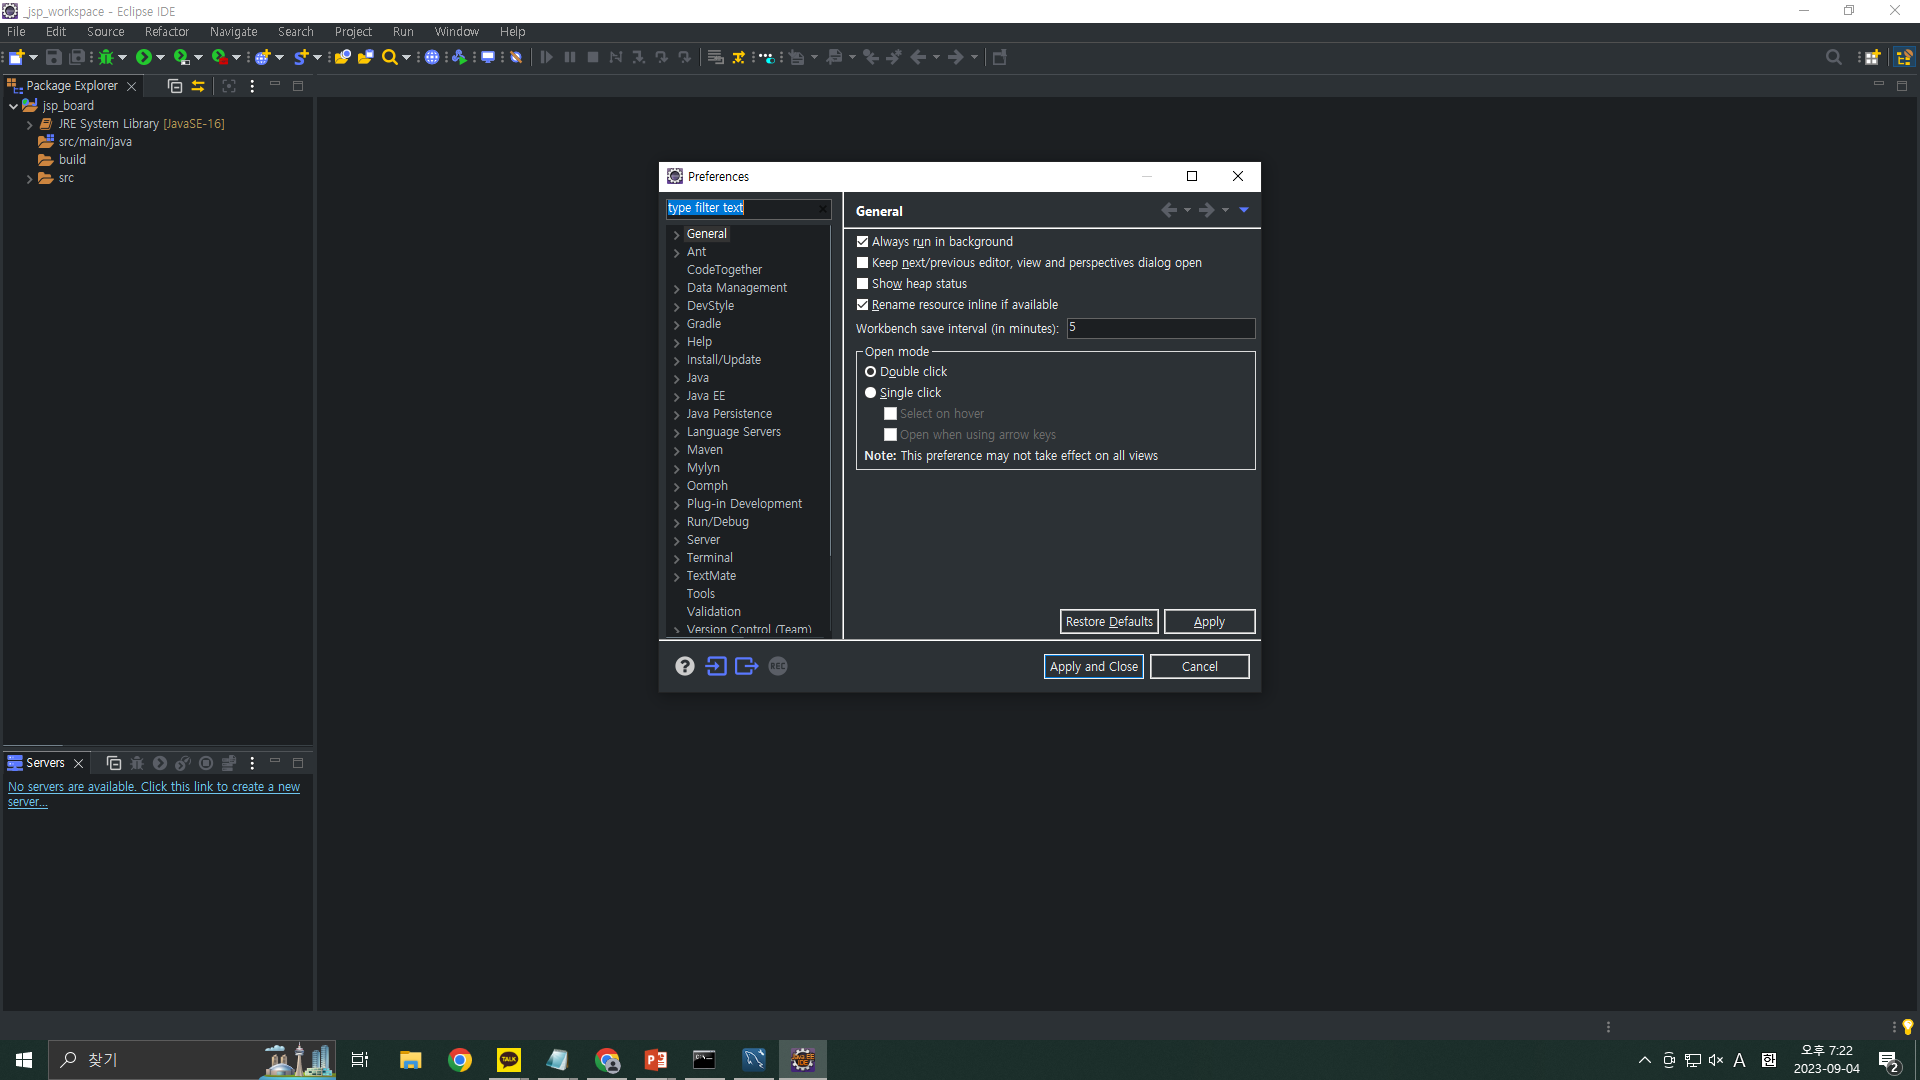 _jsp_workspace - Eclipse IDE
File Edit Source Refactor Navigate Search Project Run Window Help
Package Explorer
jsp_board
JRE System Library [JavaSE-16]
src/main/java
build
src
Preferences
type filter text
General
Ant
CodeTogether
Data Management
DevStyle
Gradle
Help
Install/Update
Java
Java EE
Java Persistence
Language Servers
Maven
Mylyn
Oomph
Plug-in Development
Run/Debug
Server
Terminal
TextMate
Tools
Validation
Version Control (Team)
General
Always run in background
Keep next/previous editor, view and perspectives dialog open
Show heap status
Rename resource inline if available
Workbench save interval (in minutes): 5
Open mode
Double click
Single click
Select on hover
Open when using arrow keys
Note: This preference may not take effect on all views
Restore Defaults Apply
? REC
Apply and Close Cancel
Servers
No servers are available. Click this link to create a new
server...
찾기
TALK
A
오후 7:22
2023-09-04
2